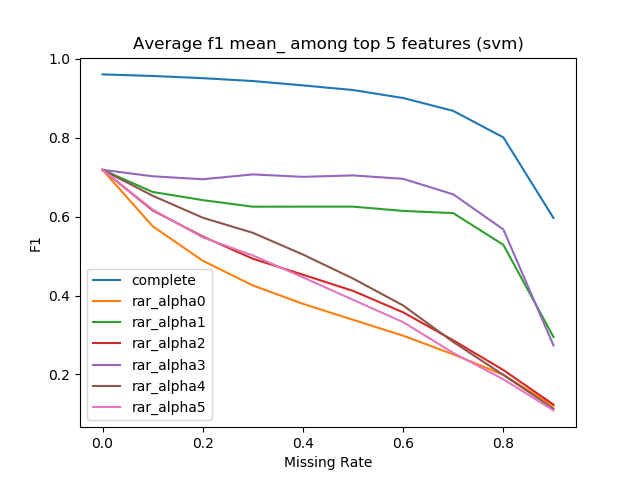 Average f1 mean_ among top 5 features (svm)
1.0
0.8
0.6
0.4
0.2
F1
complete
rar_alpha0
rar_alpha1
rar_alpha2
rar_alpha3
rar_alpha4
rar_alpha5
0.0 0.2 0.4 0.6 0.8
Missing Rate